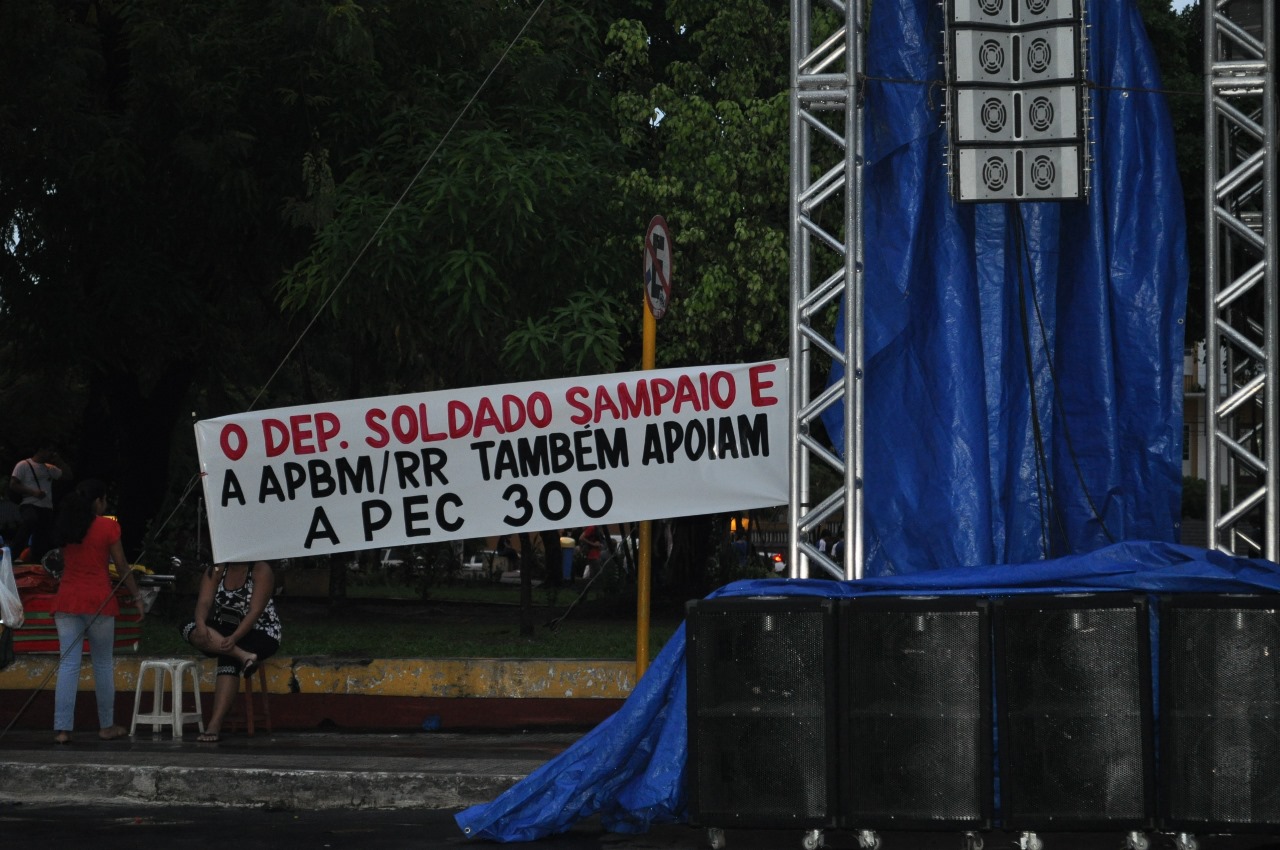 O DEP. SOLDADO SAMPAIO E
A APBM/RR TAMBÉM APOIAM
A PEC 300
E